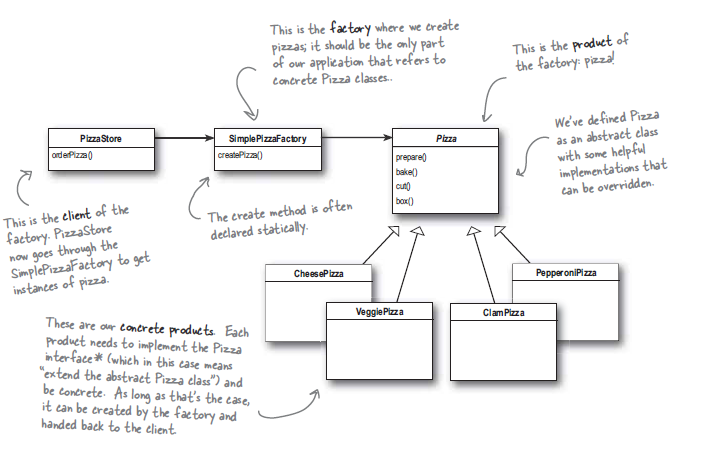 This is the factory where we create
pizzas; it should be the only part
of our application that refers to
concrete Pizza classes..
This is the product of
the factory: pizza!
PizzaStore
orderPizza()
SimplePizzaFactory
createPizza()
Pizza
prepare()
bake()
cut()
box()
We've defined Pizza
as an abstract class
with some helpful
implementations that
can be overridden.
This is the client of the
factory. PizzaStore
now goes through the
SimplePizzaFactory to get
instances of pizza.
The create method is often
declared statically.
CheesePizza
VeggiePizza
ClamPizza
PepperoniPizza
These are our concrete products. Each
Product needs to implement the Pizza
interface* (which in this case means
"extend the abstract Pizza class") and
be concrete. As long as that's the case,
it can be created by the factory and
handed back to the client.